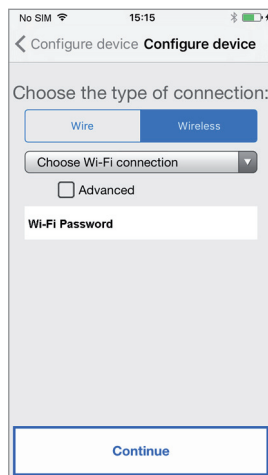 No SIM 15:15
Configure device Configure device
Choose the type of connection:
Wire Wireless
Choose Wi-Fi connection
Advanced
Wi-Fi Password
Continue